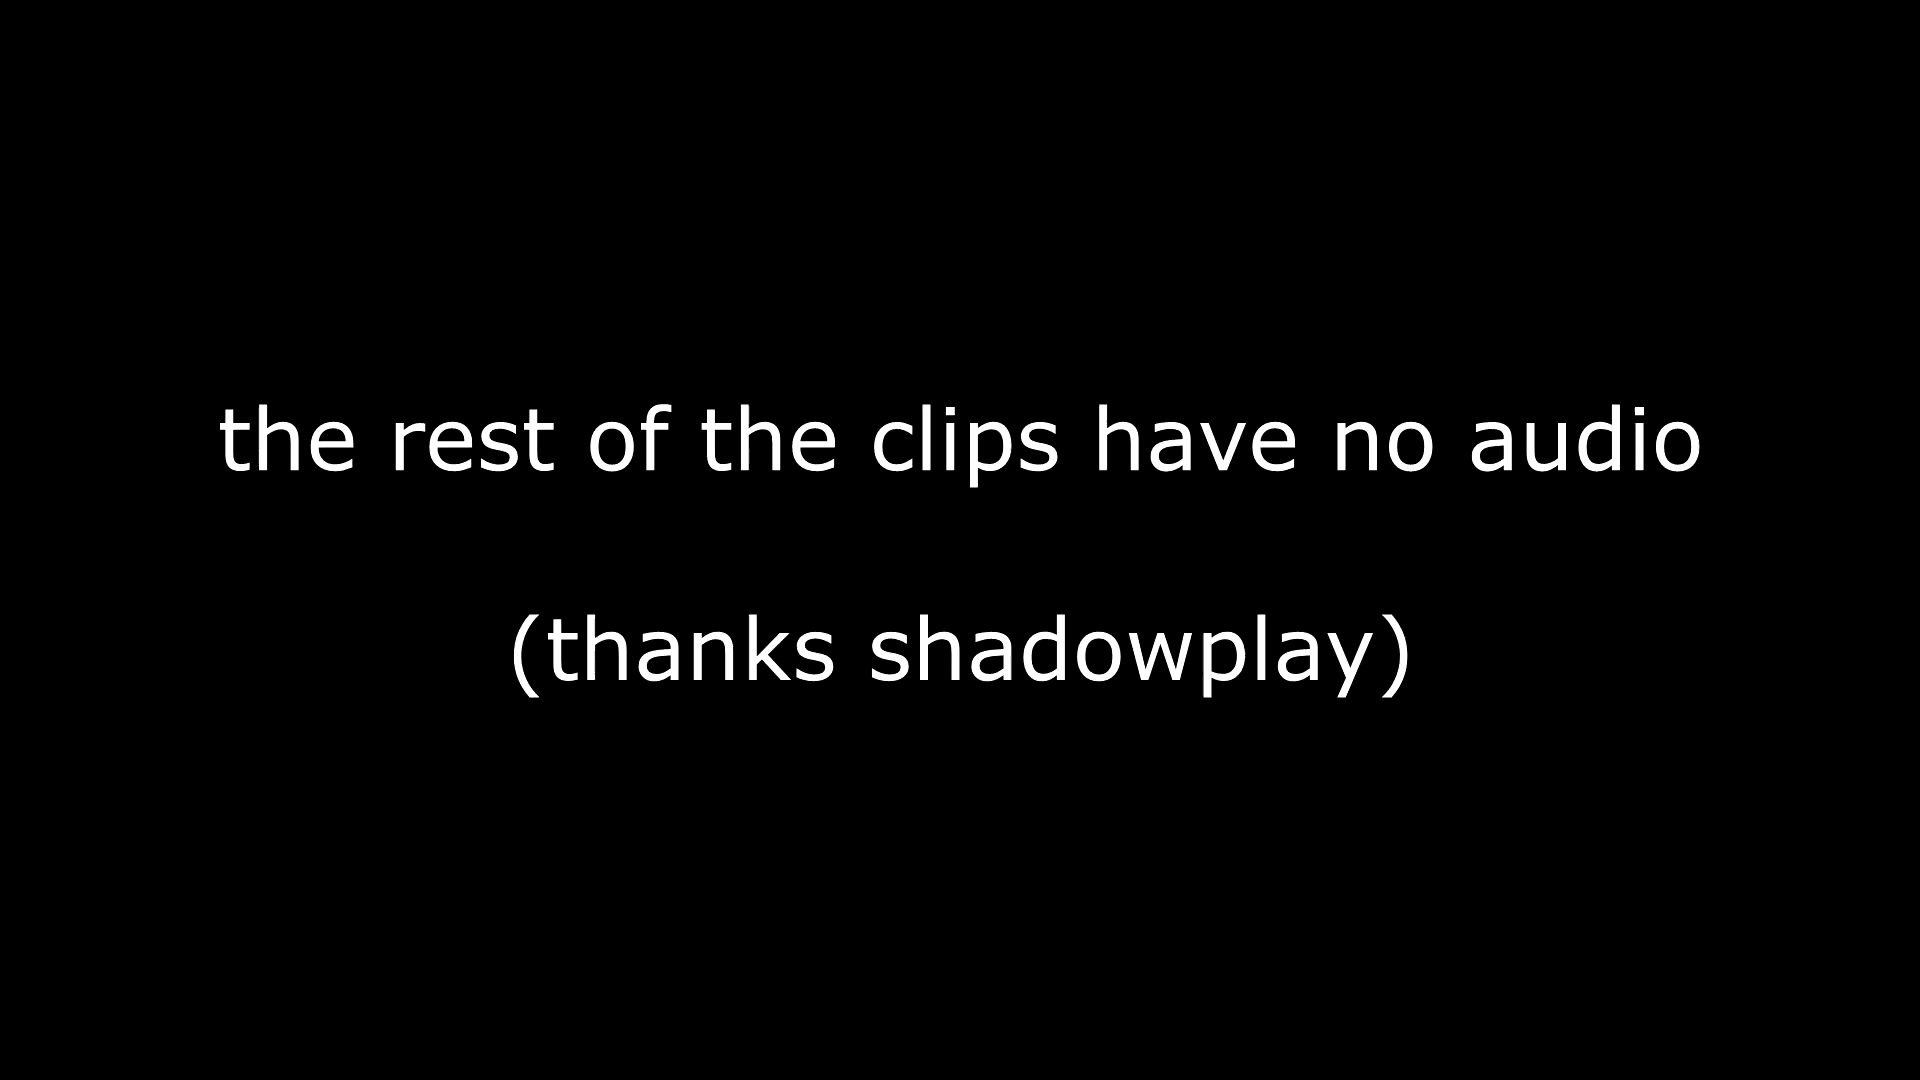 the rest of the clips have no audio
(thanks shadowplay)